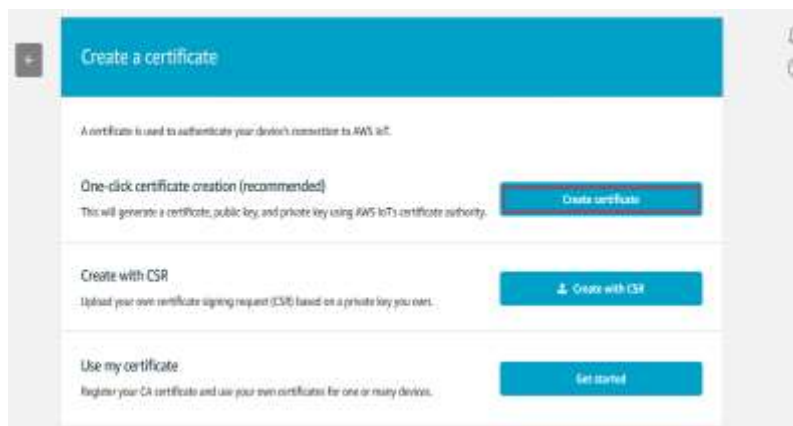 Create a certificate
A certificate is used to authenticate your device's connection to AWS IoT.
One-click certificate creation (recommended)
This will generate a certificate, public key, and private key using AWS IoT's certificate authority.
Create certificate
Create with CSR
Upload your own certificate signing request (CSR) based on a private key you own.
Create with CSR
Use my certificate
Register your CA certificate and use your own certificates for one or many devices.
Get started